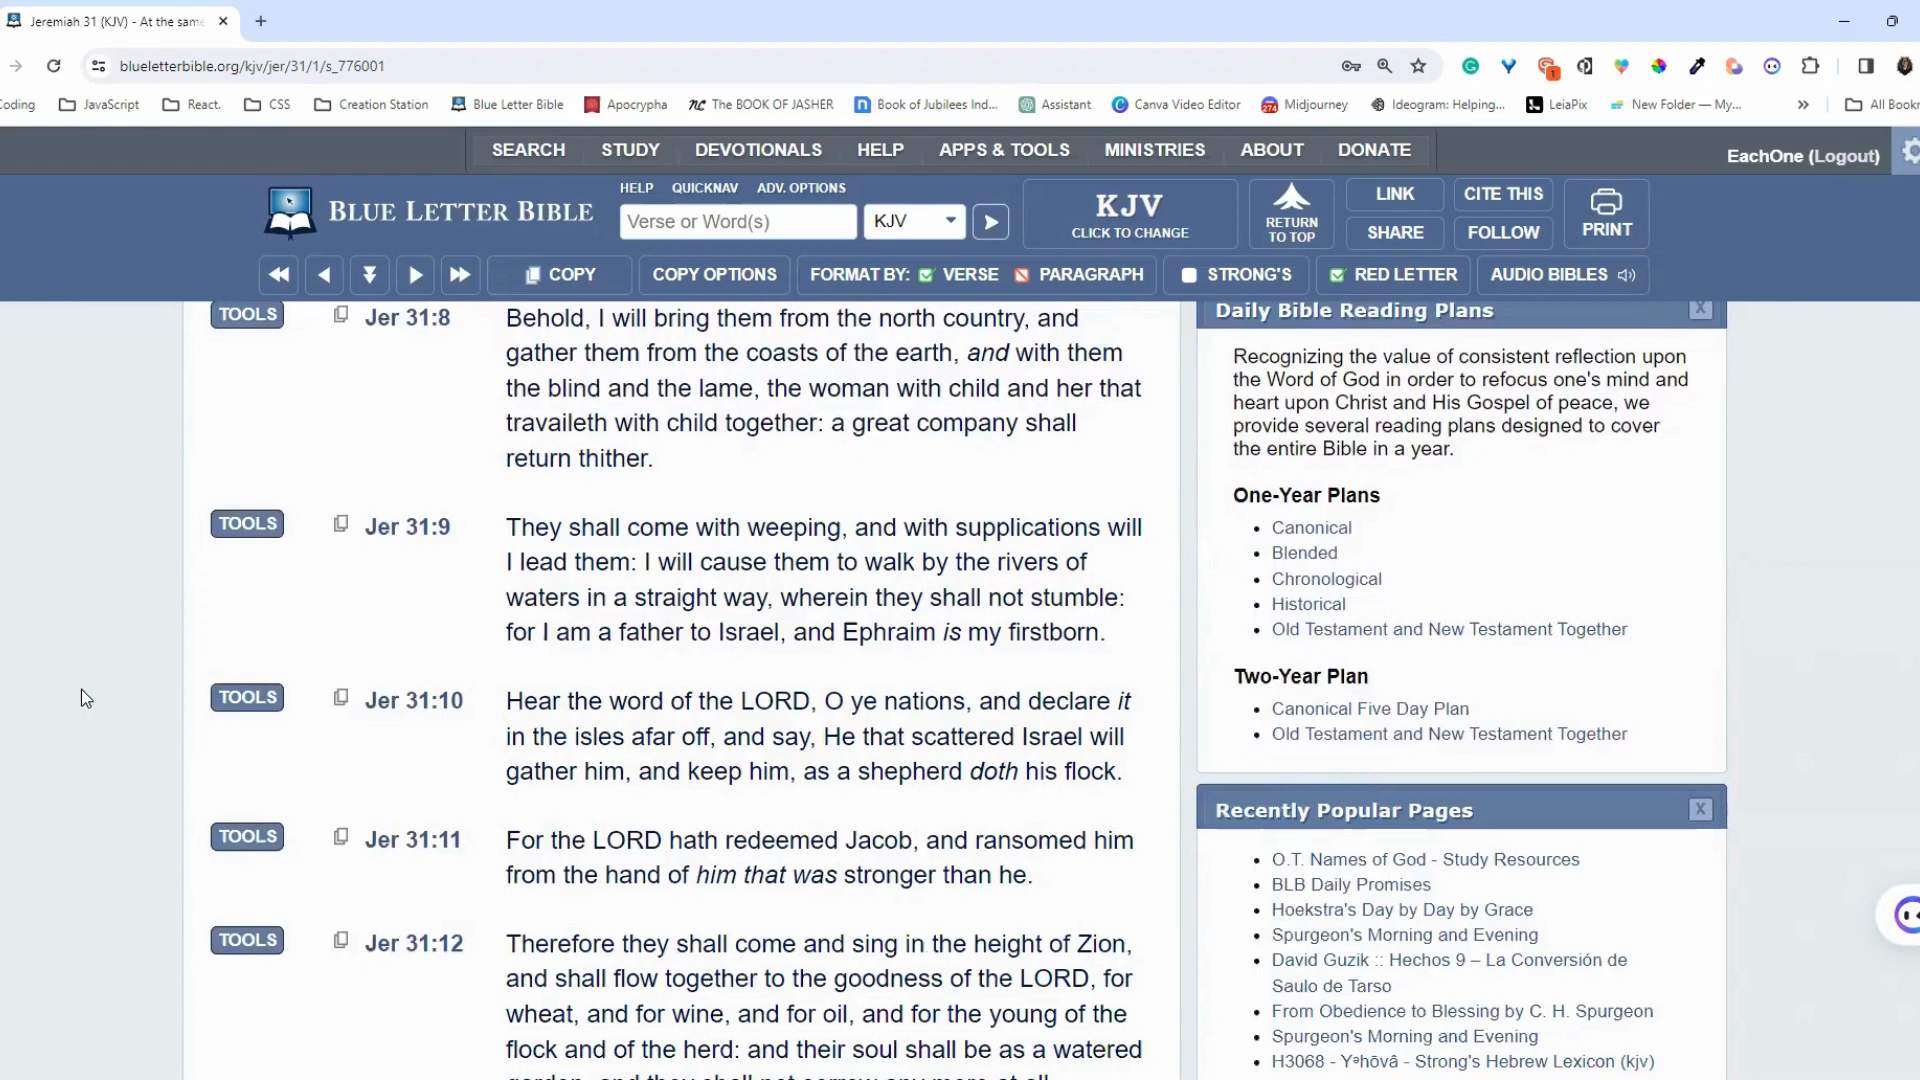 Jeremiah 31 (KJV) - At the same
blueletterbible.org/kjv/jer/31/1/s_776001
1
oding
JavaScript
React.
CSS
Creation Station
Blue Letter Bible
Apocrypha
The BOOK OF JASHER
Book of Jubilees Ind...
Assistant
Canva Video Editor
274
Midjourney
Ideogram: Helping...
LeiaPix
New Folder — My...
All Bookr
SEARCH
STUDY
DEVOTIONALS
HELP
APPS & TOOLS
MINISTRIES
ABOUT
DONATE
EachOne (Logout)
BLUE LETTER BIBLE
HELP QUICKNAV ADV. OPTIONS
Verse or Word(s)
KJV
KJV
CLICK TO CHANGE
RETURN
TO TOP
LINK
CITE THIS
SHARE
FOLLOW
PRINT
COPY
COPY OPTIONS
FORMAT BY: VERSE PARAGRAPH
STRONG'S
RED LETTER
AUDIO BIBLES
TOOLS Jer 31:8
Behold, I will bring them from the north country, and
gather them from the coasts of the earth, and with them
the blind and the lame, the woman with child and her that
travaileth with child together: a great company shall
return thither.
TOOLS Jer 31:9
They shall come with weeping, and with supplications will
I lead them: I will cause them to walk by the rivers of
waters in a straight way, wherein they shall not stumble:
for I am a father to Israel, and Ephraim is my firstborn.
TOOLS Jer 31:10
Hear the word of the LORD, O ye nations, and declare it
in the isles afar off, and say, He that scattered Israel will
gather him, and keep him, as a shepherd doth his flock.
TOOLS Jer 31:11
For the LORD hath redeemed Jacob, and ransomed him
from the hand of him that was stronger than he.
TOOLS Jer 31:12
Therefore they shall come and sing in the height of Zion,
and shall flow together to the goodness of the LORD, for
wheat, and for wine, and for oil, and for the young of the
flock and of the herd: and their soul shall be as a watered
garden, and they shall not sorrow any more at all.
Daily Bible Reading Plans
X
Recognizing the value of consistent reflection upon
the Word of God in order to refocus one's mind and
heart upon Christ and His Gospel of peace, we
provide several reading plans designed to cover
the entire Bible in a year.
One-Year Plans
• Canonical
• Blended
• Chronological
• Historical
• Old Testament and New Testament Together
Two-Year Plan
• Canonical Five Day Plan
• Old Testament and New Testament Together
Recently Popular Pages
X
• O.T. Names of God - Study Resources
• BLB Daily Promises
• Hoekstra's Day by Day by Grace
• Spurgeon's Morning and Evening
• David Guzik :: Hechos 9 – La Conversión de
Saulo de Tarso
• From Obedience to Blessing by C. H. Spurgeon
• Spurgeon's Morning and Evening
• H3068 - Yᵊhōvâ - Strong's Hebrew Lexicon (kjv)